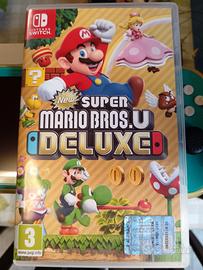 NINTENDO
SWITCH
New
SUPER
MARIO BROS.U
DELUXE
3
www.pegi.info